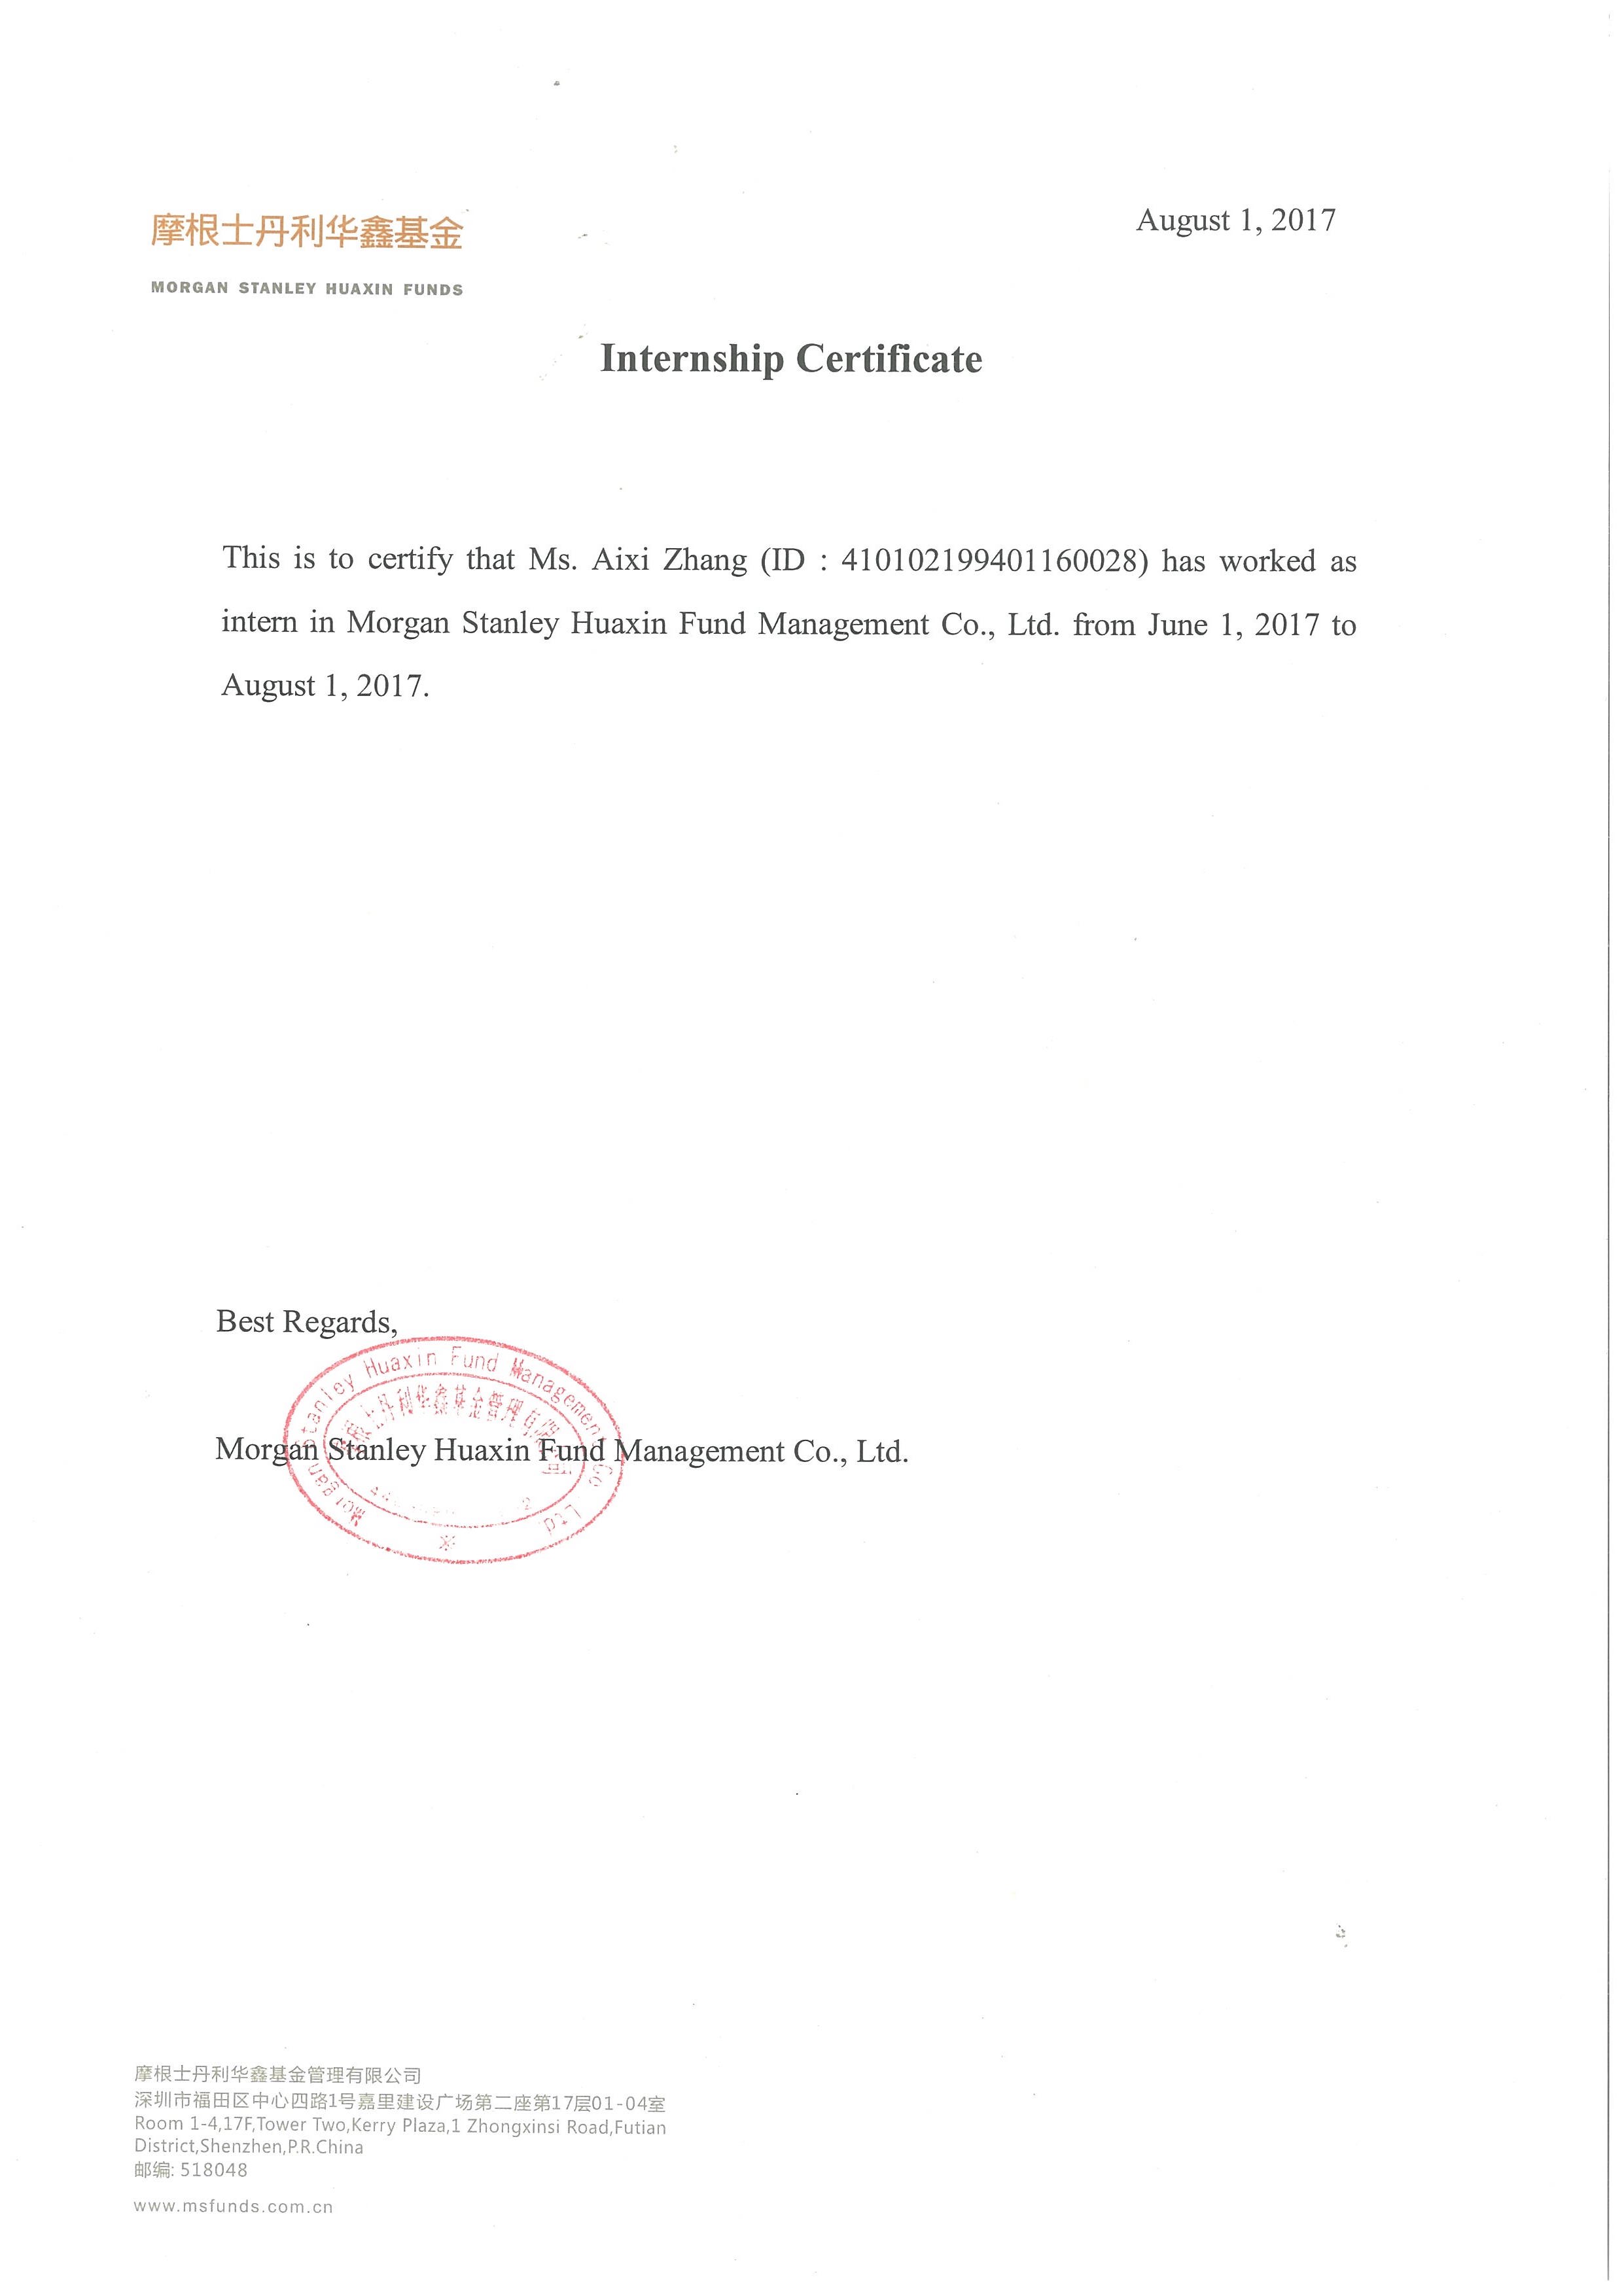 摩根士丹利华鑫基金
MORGAN STANLEY HUAXIN FUNDS
August 1, 2017
Internship Certificate
This is to certify that Ms. Aixi Zhang (ID : 410102199401160028) has worked as
intern in Morgan Stanley Huaxin Fund Management Co., Ltd. from June 1, 2017 to
August 1, 2017.
Best Regards,
Morgan Stanley Huaxin Fund Management Co., Ltd.
Morgan Stanley Huaxin Fund Management Co Ltd
士丹利华鑫基金管理有限公司
摩根士丹利华鑫基金管理有限公司
深圳市福田区中心四路1号嘉里建设广场第二座第17层01-04室
Room 1-4,17F,Tower Two,Kerry Plaza,1 Zhongxinsi Road,Futian
District,Shenzhen,P.R.China
邮编: 518048
www.msfunds.com.cn